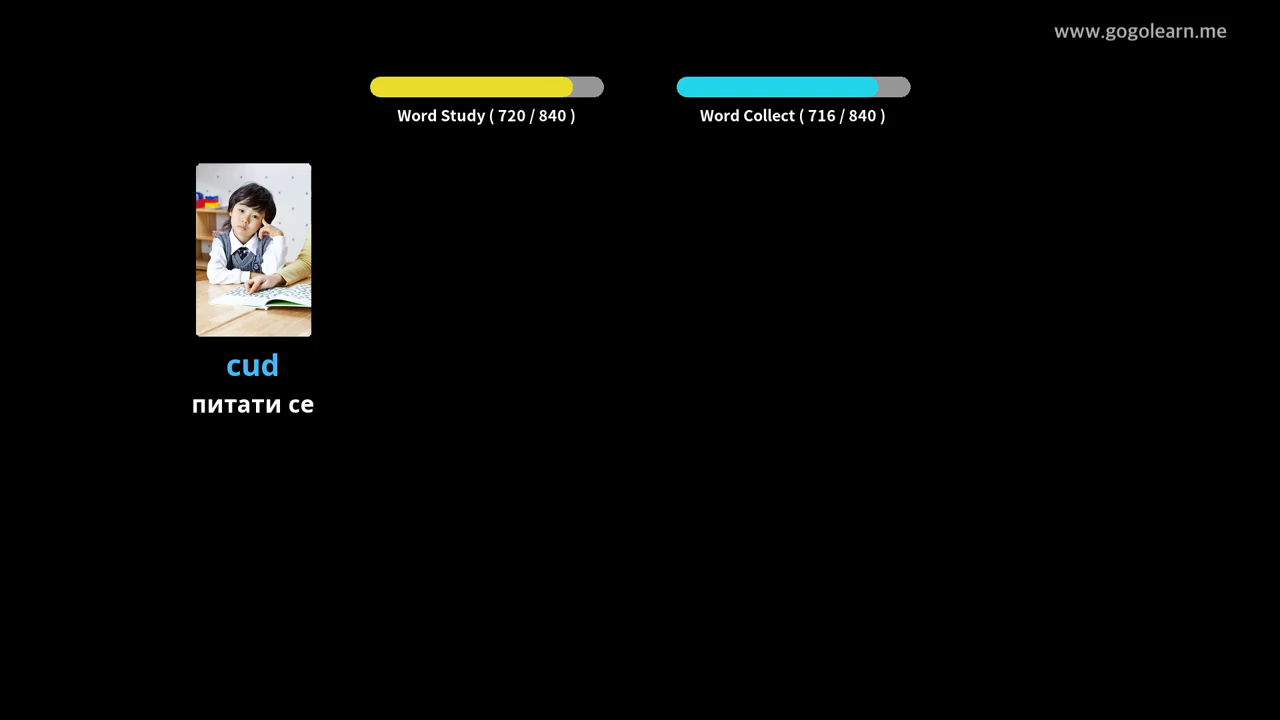 www.gogolearn.me
Word Study ( 720 / 840 )
Word Collect ( 716 / 840 )
cud
питати се